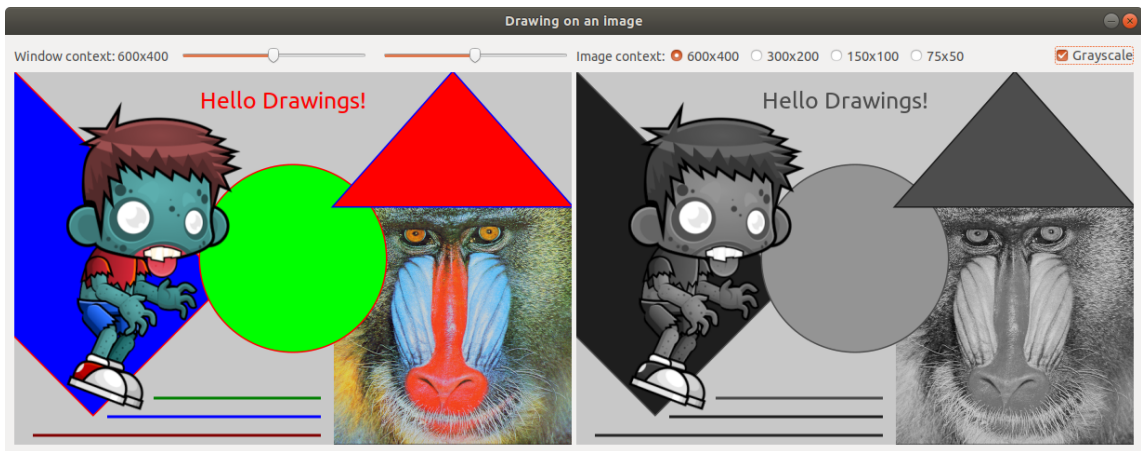 Drawing on an image
Window context: 600x400
Image context: 600x400 300x200 150x100 75x50 Grayscale
Hello Drawings!
Hello Drawings!